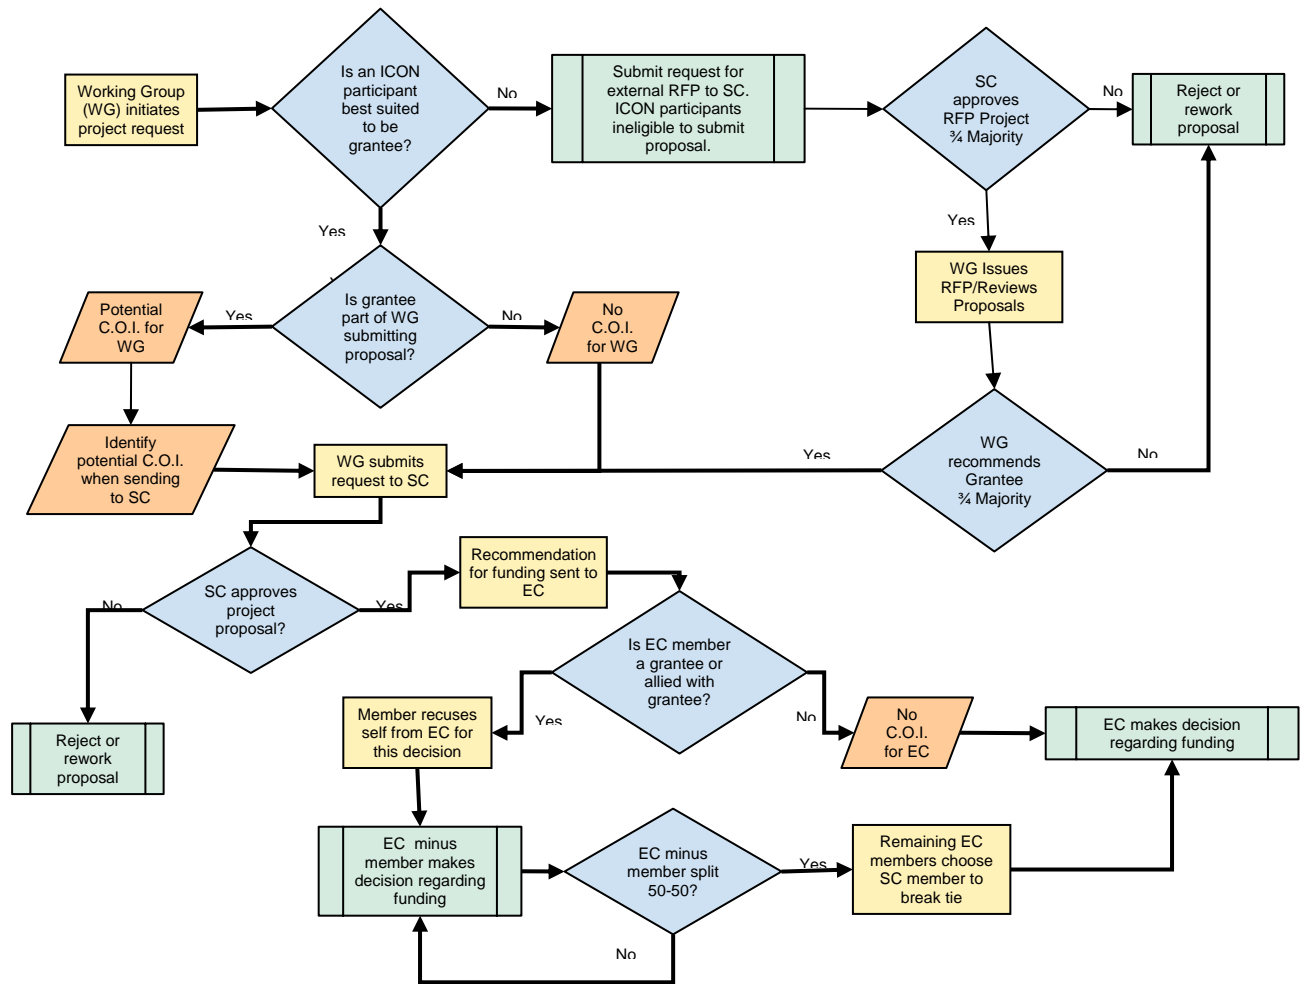 Working Group
(WG) initiates
project request
Is an ICON
participant
best suited
to be
grantee?
No
Submit request for
external RFP to SC.
ICON participants
ineligible to submit
proposal.
SC
approves
RFP Project
¾ Majority
No
Reject or
rework
proposal
Yes
Yes
WG Issues
RFP/Reviews
Proposals
Potential
C.O.I. for
WG
Yes
Is grantee
part of WG
submitting
proposal?
No
No
C.O.I.
for WG
Identify
potential C.O.I.
when sending
to SC
WG submits
request to SC
Yes
WG
recommends
Grantee
¾ Majority
No
SC approves
project
proposal?
No
Yes
Recommendation
for funding sent to
EC
Is EC member
a grantee or
allied with
grantee?
Reject or
rework
proposal
Member recuses
self from EC for
this decision
Yes
No
No
C.O.I.
for EC
EC makes decision
regarding funding
EC minus
member makes
decision regarding
funding
EC minus
member split
50-50?
Yes
Remaining EC
members choose
SC member to
break tie
No